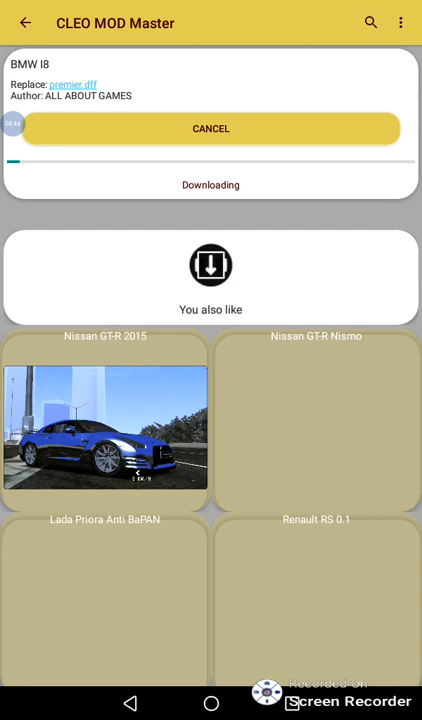 CLEO MOD Master
BMW I8
Replace: premier.dff
Author: ALL ABOUT GAMES
04:44
CANCEL
Downloading
You also like
Nissan GT-R 2015
Nissan GT-R Nismo
0 KM/H
Lada Priora Anti BaPAN
Renault RS 0.1
Recorded On
Screen Recorder